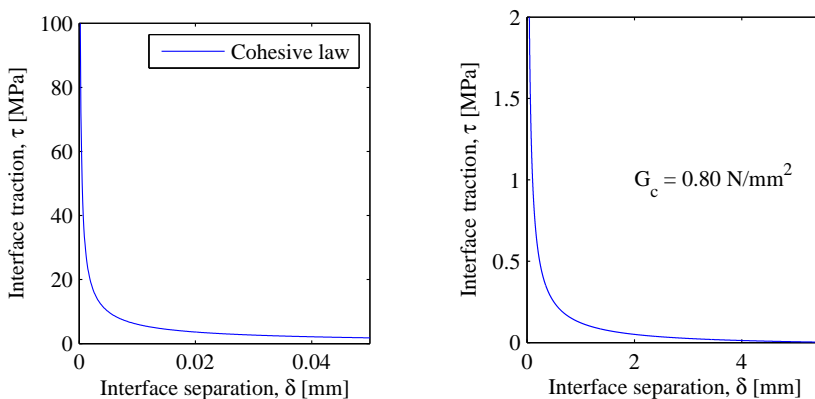 100
80
60
40
20
0
Interface traction, τ [MPa]
Cohesive law
0
0.02
0.04
Interface separation, δ [mm]
2
1.5
1
0.5
0
Interface traction, τ [MPa]
G_c = 0.80 N/mm²
0
2
4
Interface separation, δ [mm]